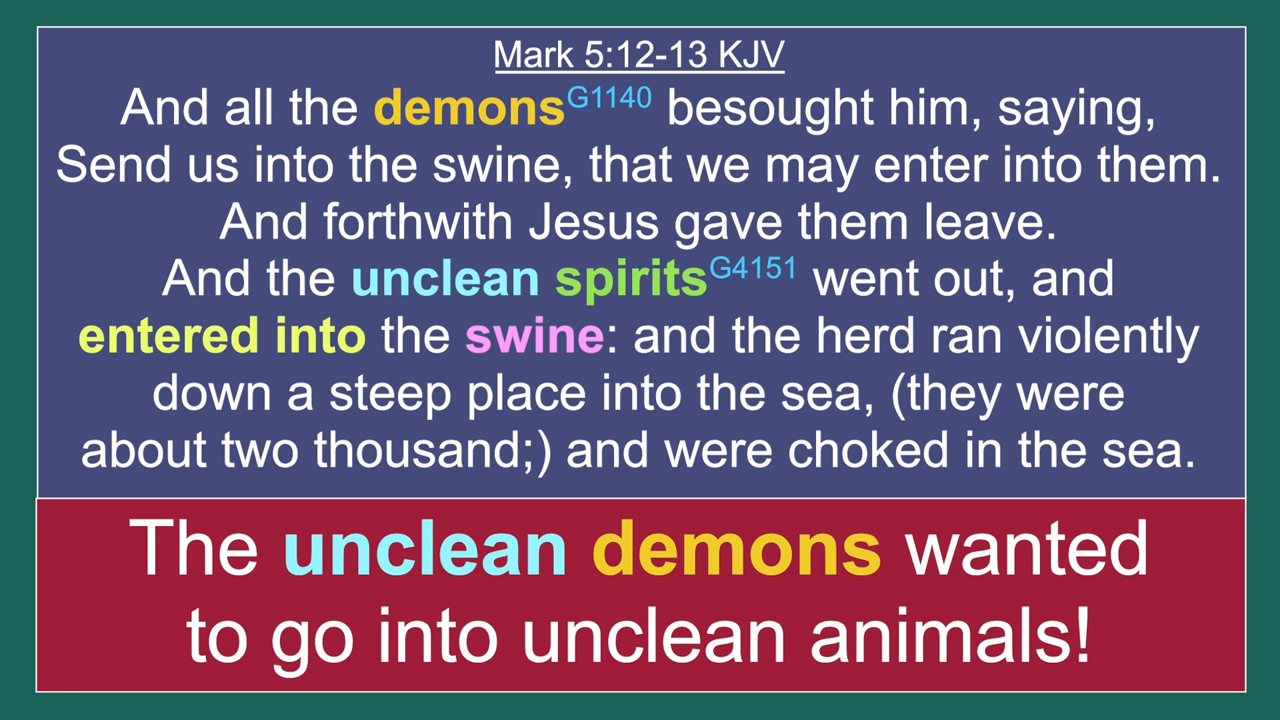 Mark 5:12-13 KJV
And all the demonsG1140 besought him, saying,
Send us into the swine, that we may enter into them.
And forthwith Jesus gave them leave.
And the unclean spiritsG4151 went out, and
entered into the swine: and the herd ran violently
down a steep place into the sea, (they were
about two thousand;) and were choked in the sea.
The unclean demons wanted
to go into unclean animals!